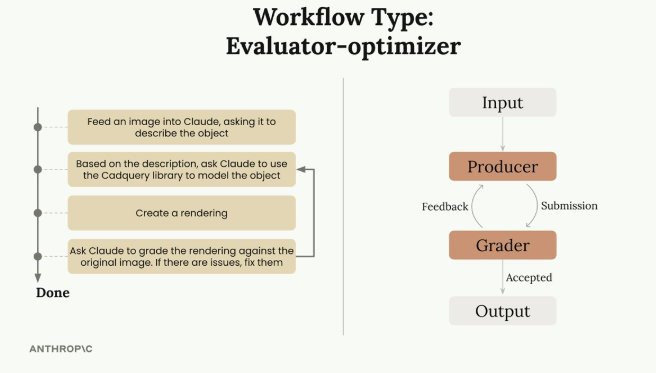 Workflow Type:
Evaluator-optimizer
Feed an image into Claude, asking it to
describe the object
Based on the description, ask Claude to use
the Cadquery library to model the object
Create a rendering
Ask Claude to grade the rendering against the
original image. If there are issues, fix them
Done
Input
Producer
Feedback
Submission
Grader
Accepted
Output
ANTHROP\C